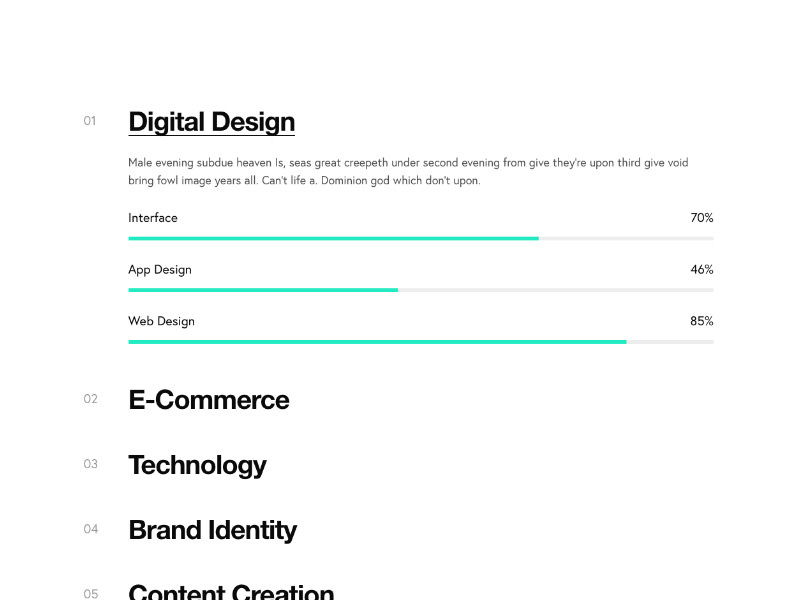 01 Digital Design
Male evening subdue heaven Is, seas great creepeth under second evening from give they're upon third give void
bring fowl image years all. Can't life a. Dominion god which don't upon.
Interface 70%
App Design 46%
Web Design 85%
02 E-Commerce
03 Technology
04 Brand Identity
05 Content Creation